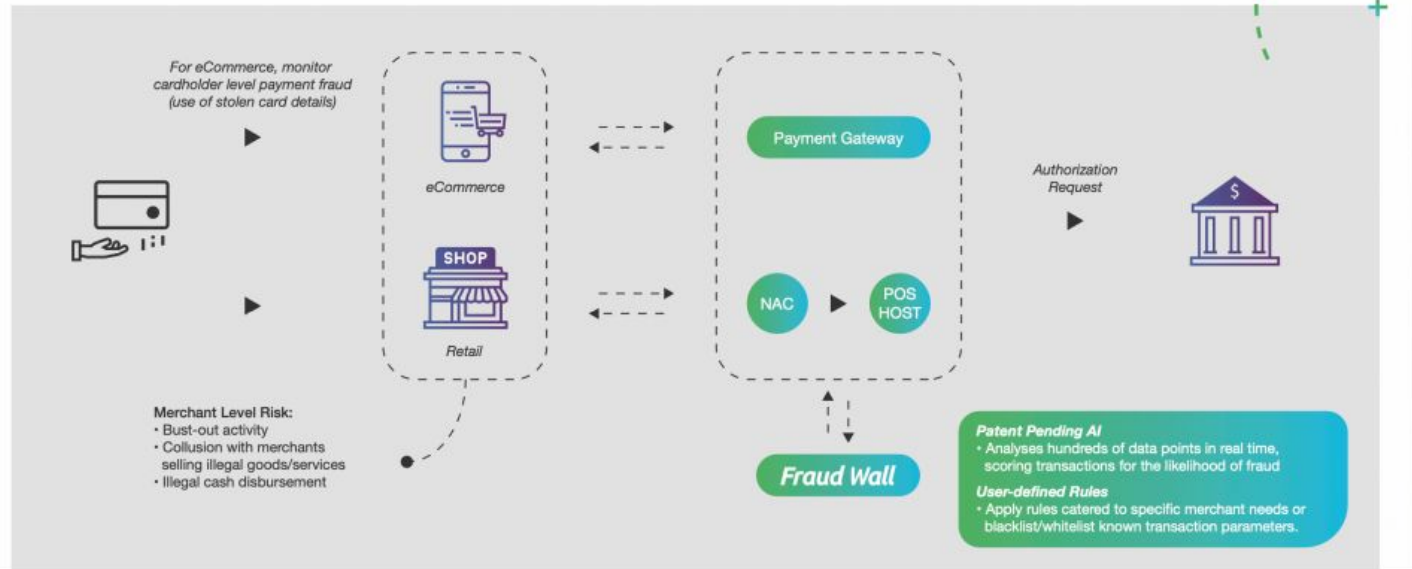 For eCommerce, monitor
cardholder level payment fraud
(use of stolen card details)
eCommerce
SHOP
Retail
Payment Gateway
NAC
POS
HOST
Authorization
Request
$
Merchant Level Risk:
• Bust-out activity
• Collusion with merchants
selling illegal goods/services
• Illegal cash disbursement
Fraud Wall
Patent Pending AI
• Analyses hundreds of data points in real time,
scoring transactions for the likelihood of fraud
User-defined Rules
• Apply rules catered to specific merchant needs or
blacklist/whitelist known transaction parameters.